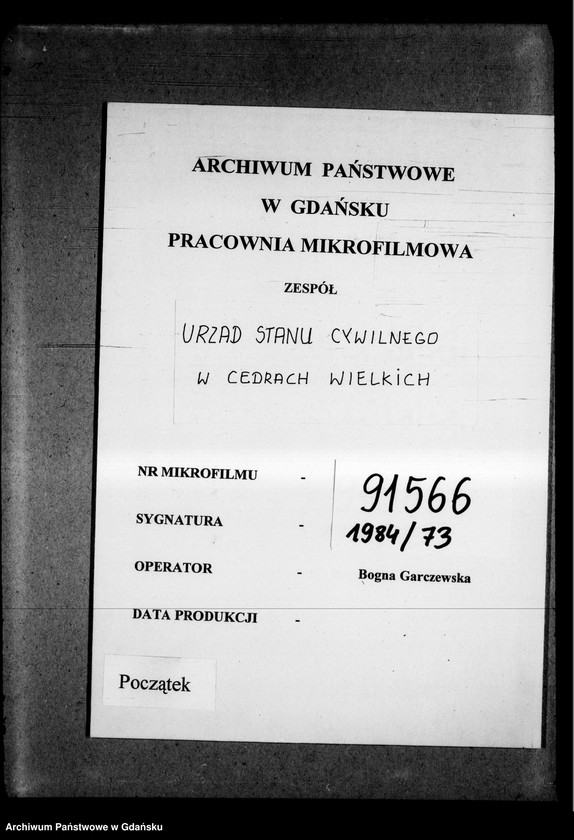 ARCHIWUM PAŃSTWOWE
W GDAŃSKU
PRACOWNIA MIKROFILMOWA
ZESPÓŁ
URZĄD STANU CYWILNEGO
W CEDRACH WIELKICH
NR MIKROFILMU - 91566
SYGNATURA - 1984/73
OPERATOR - Bogna Garczewska
DATA PRODUKCJI -
Początek
Archiwum Państwowe w Gdańsku